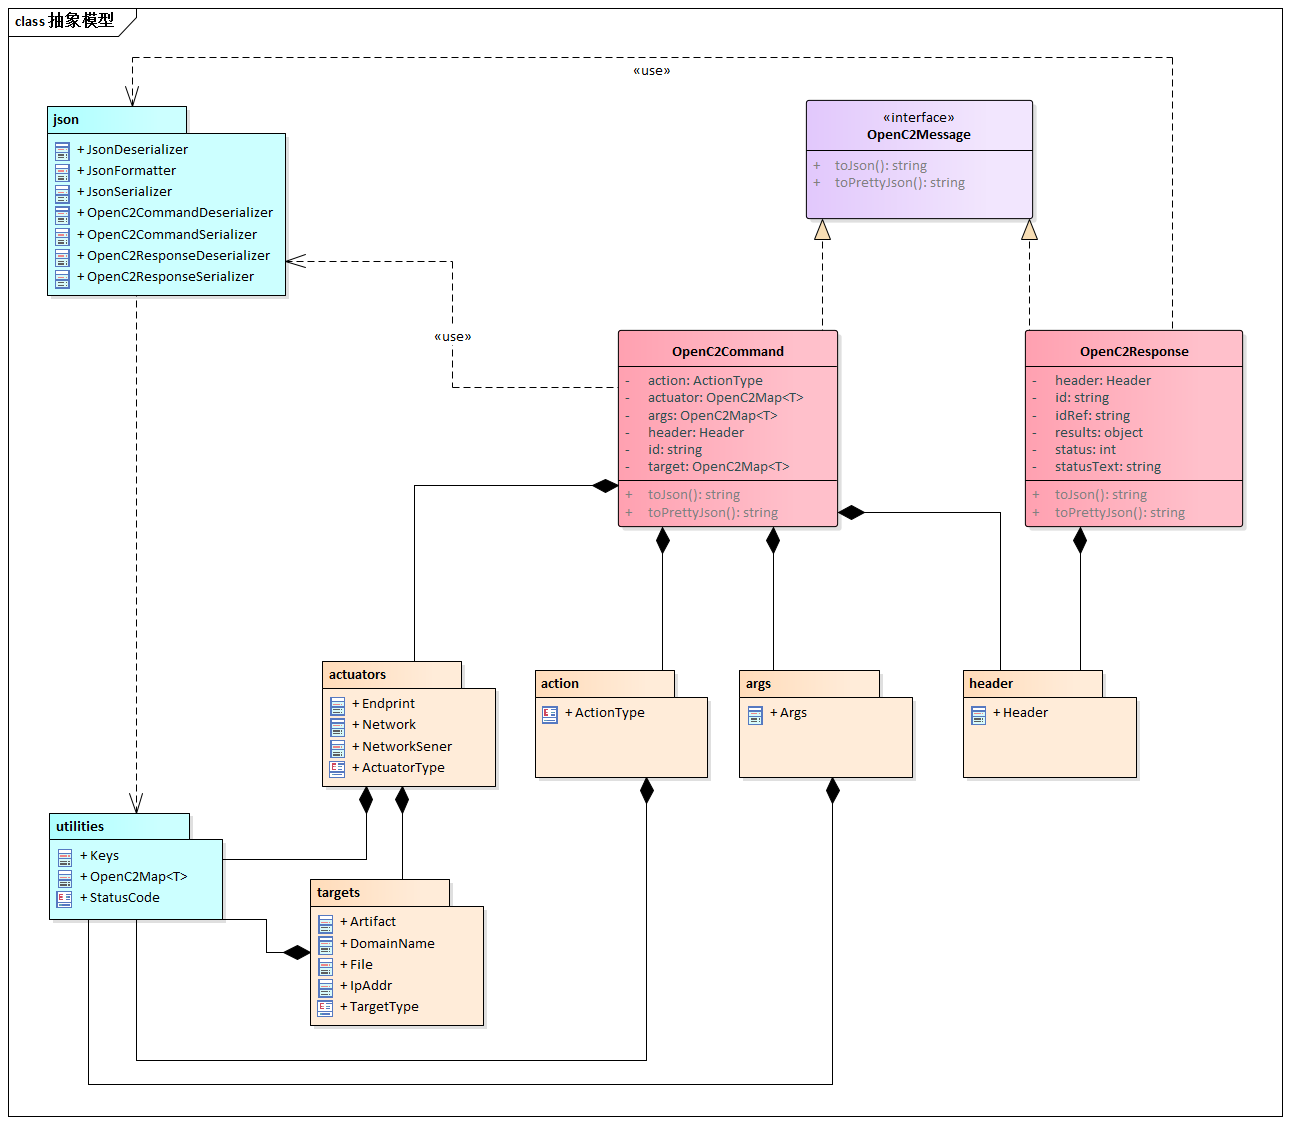 class 抽象模型
«use»
json
+ JsonDeserializer
+ JsonFormatter
+ JsonSerializer
+ OpenC2CommandDeserializer
+ OpenC2CommandSerializer
+ OpenC2ResponseDeserializer
+ OpenC2ResponseSerializer
«interface»
OpenC2Message
+ toJson(): string
+ toPrettyJson(): string
«use»
OpenC2Command
- action: ActionType
- actuator: OpenC2Map<T>
- args: OpenC2Map<T>
- header: Header
- id: string
- target: OpenC2Map<T>
+ toJson(): string
+ toPrettyJson(): string
OpenC2Response
- header: Header
- id: string
- idRef: string
- results: object
- status: int
- statusText: string
+ toJson(): string
+ toPrettyJson(): string
actuators
+ Endprint
+ Network
+ NetworkSener
+ ActuatorType
action
+ ActionType
args
+ Args
header
+ Header
utilities
+ Keys
+ OpenC2Map<T>
+ StatusCode
targets
+ Artifact
+ DomainName
+ File
+ IpAddr
+ TargetType